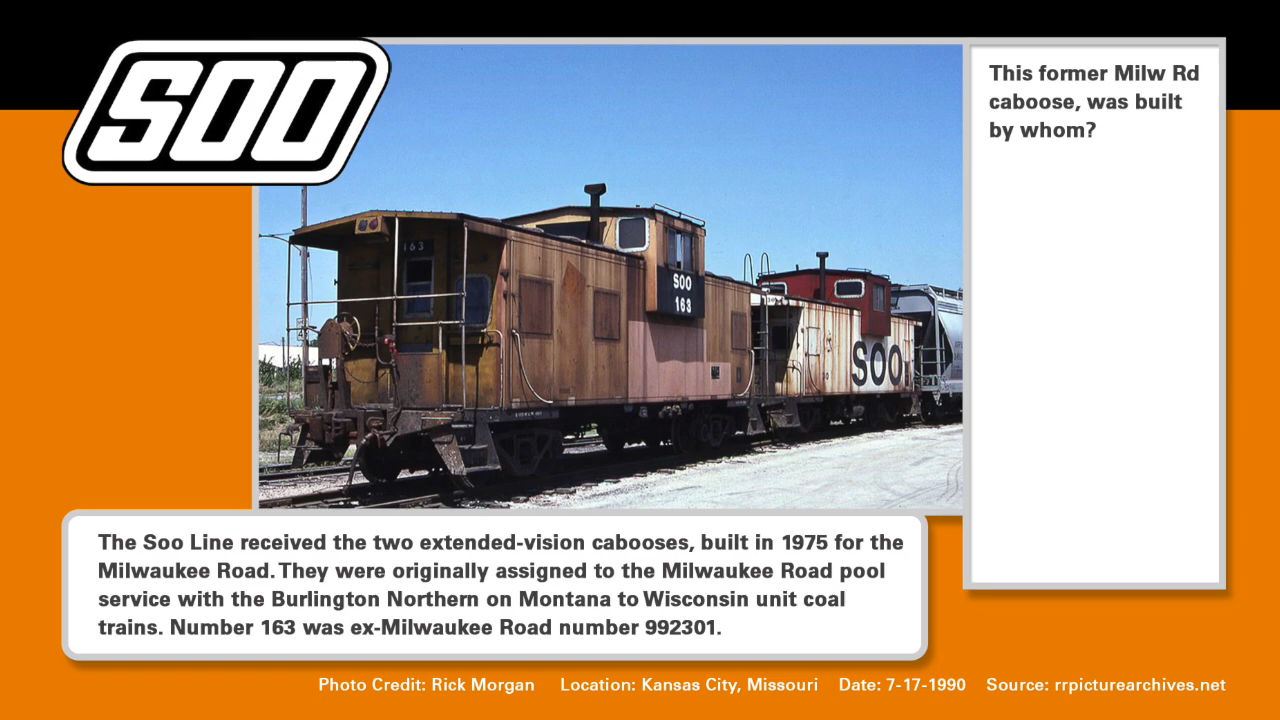 SOO
This former Milw Rd
caboose, was built
by whom?
163
SOO
163
SOO
The Soo Line received the two extended-vision cabooses, built in 1975 for the
Milwaukee Road. They were originally assigned to the Milwaukee Road pool
service with the Burlington Northern on Montana to Wisconsin unit coal
trains. Number 163 was ex-Milwaukee Road number 992301.
Photo Credit: Rick Morgan Location: Kansas City, Missouri Date: 7-17-1990 Source: rrpicturearchives.net